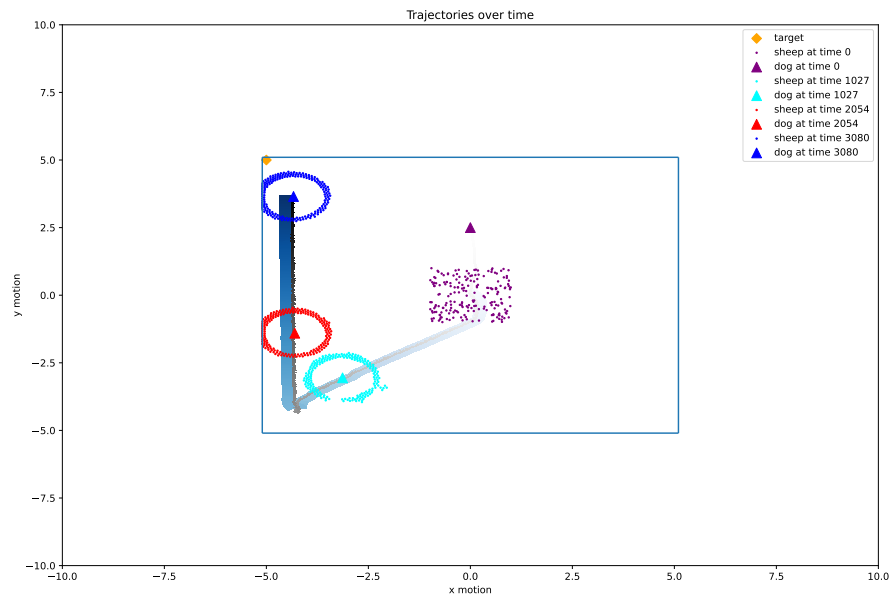 Trajectories over time
10.0
7.5
5.0
2.5
0.0
−2.5
−5.0
−7.5
−10.0
y motion
−10.0 −7.5 −5.0 −2.5 0.0 2.5 5.0 7.5 10.0
x motion
target
sheep at time 0
dog at time 0
sheep at time 1027
dog at time 1027
sheep at time 2054
dog at time 2054
sheep at time 3080
dog at time 3080